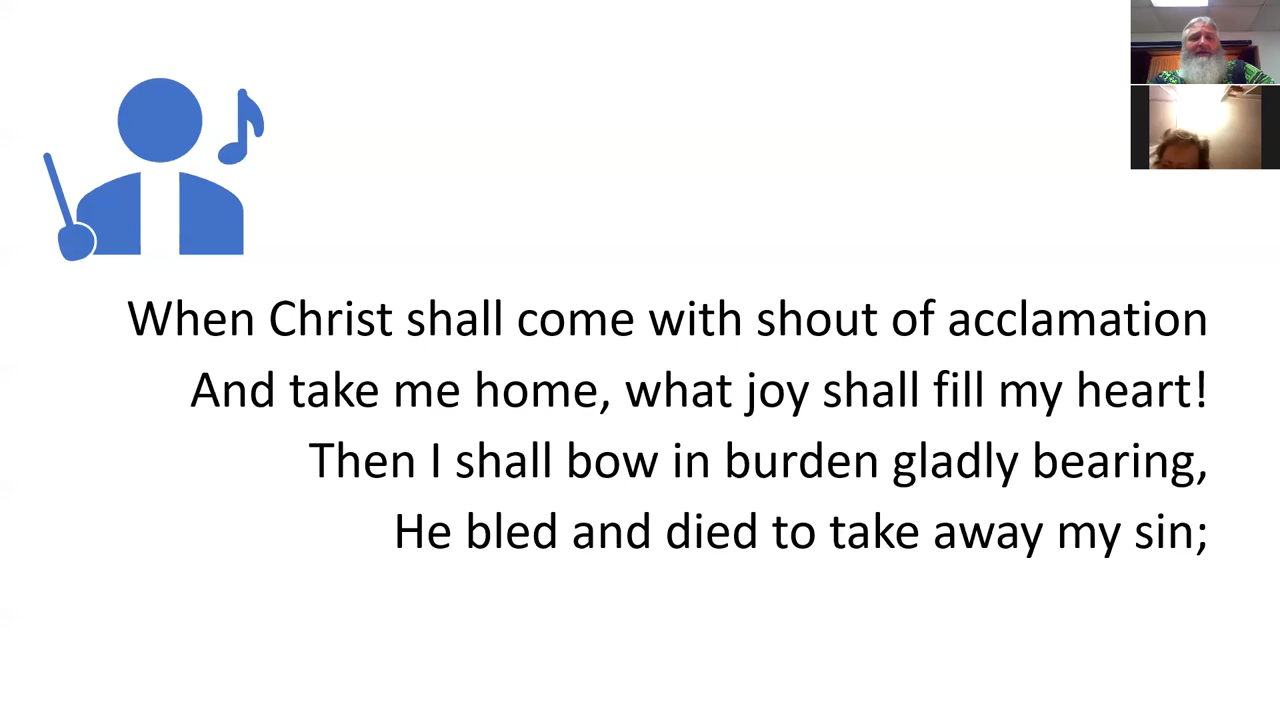 When Christ shall come with shout of acclamation
And take me home, what joy shall fill my heart!
Then I shall bow in burden gladly bearing,
He bled and died to take away my sin;